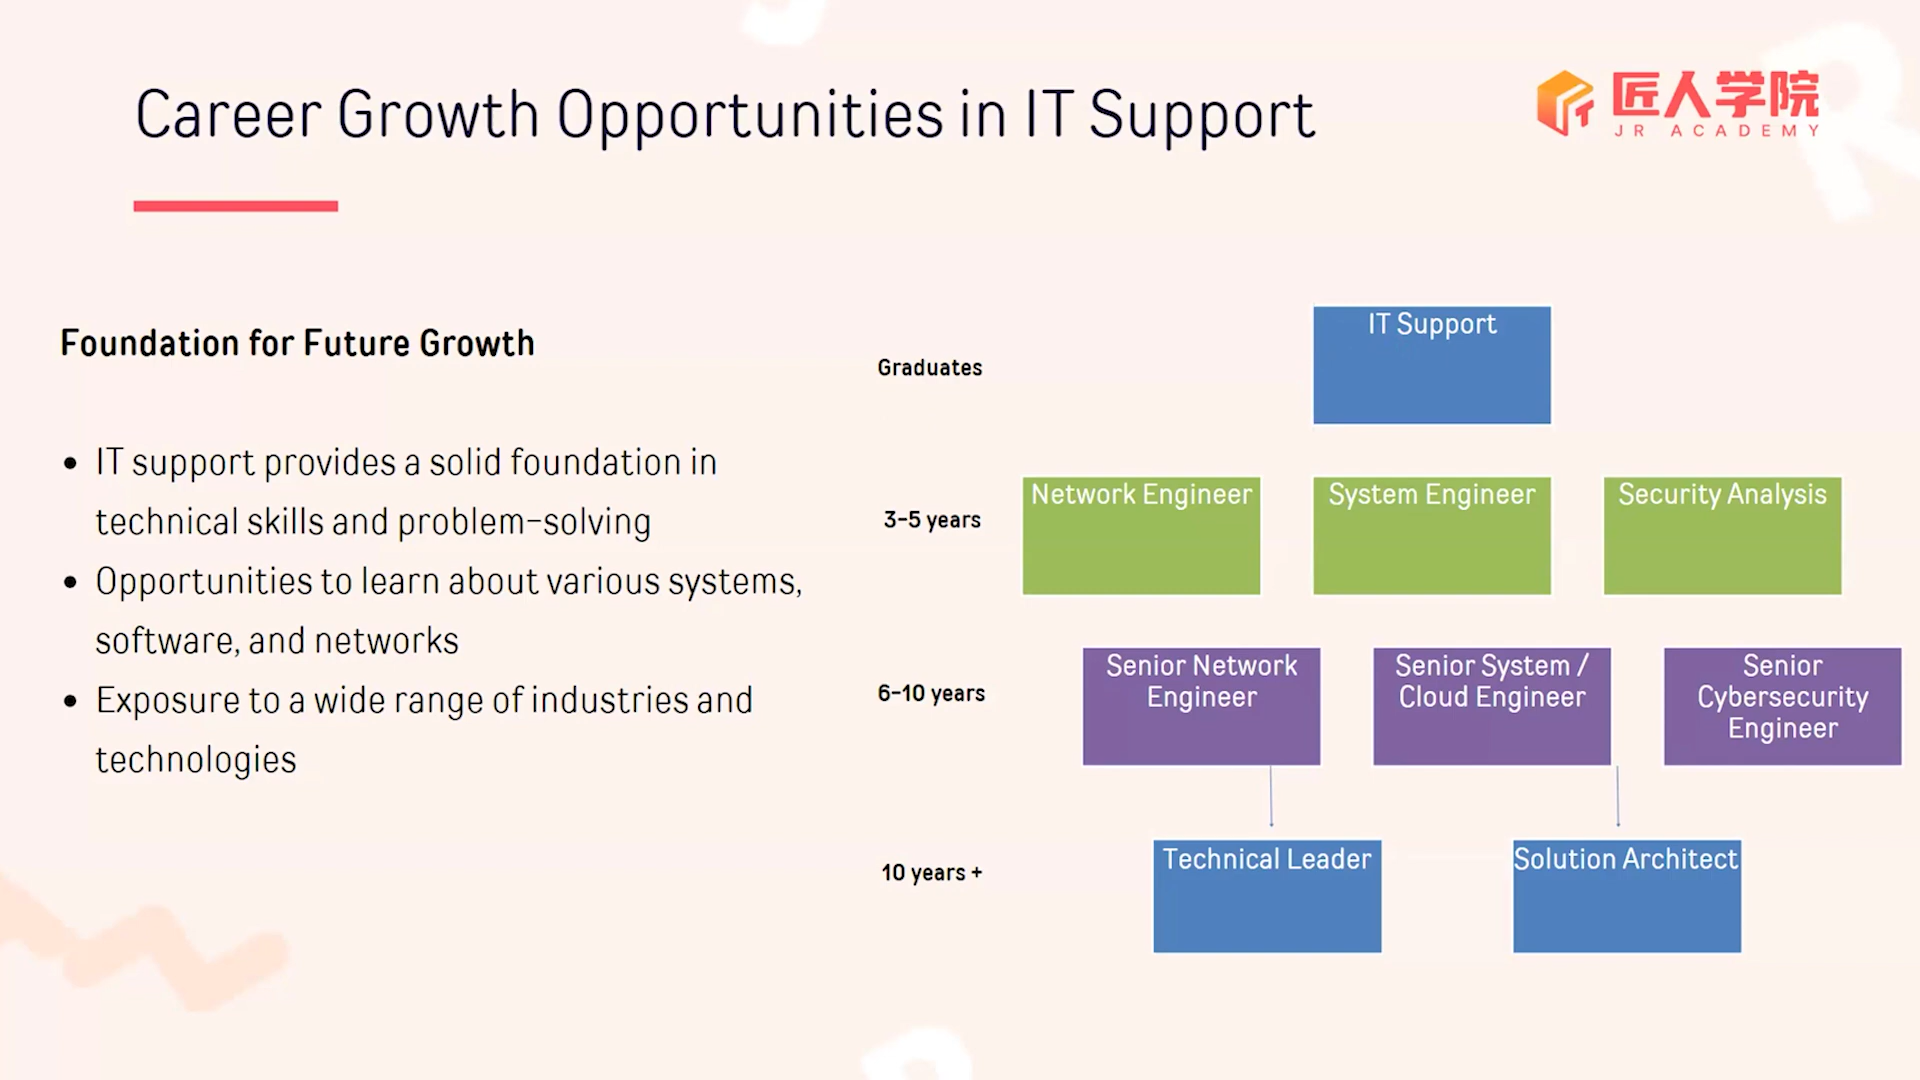 Career Growth Opportunities in IT Support
匠人学院
JR ACADEMY
Foundation for Future Growth
• IT support provides a solid foundation in
technical skills and problem-solving
• Opportunities to learn about various systems,
software, and networks
• Exposure to a wide range of industries and
technologies
Graduates
IT Support
3-5 years
Network Engineer
System Engineer
Security Analysis
6-10 years
Senior Network
Engineer
Senior System /
Cloud Engineer
Senior
Cybersecurity
Engineer
10 years +
Technical Leader
Solution Architect